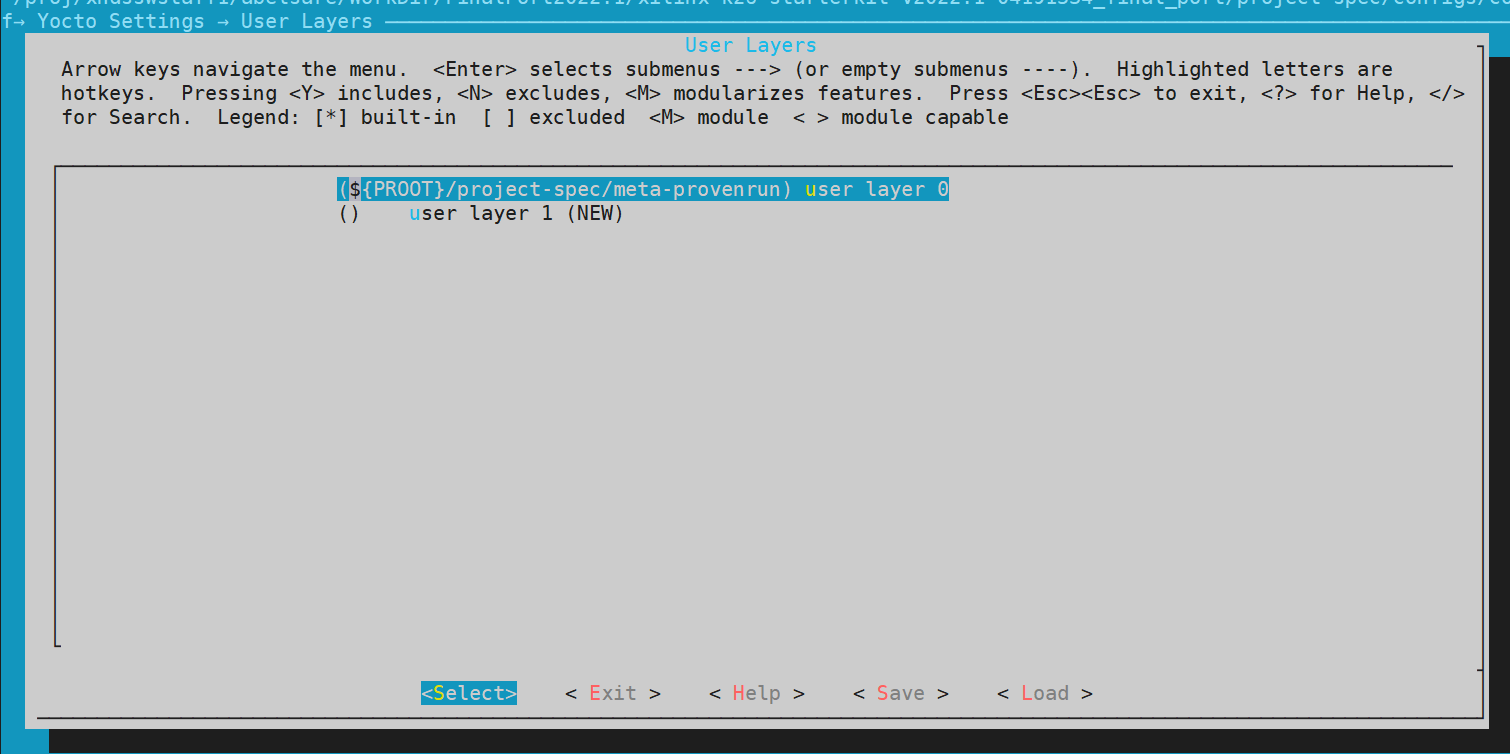 f→ Yocto Settings → User Layers
User Layers
Arrow keys navigate the menu.  <Enter> selects submenus ---> (or empty submenus ----).  Highlighted letters are
hotkeys.  Pressing <Y> includes, <N> excludes, <M> modularizes features.  Press <Esc><Esc> to exit, <?> for Help, </>
for Search.  Legend: [*] built-in  [ ] excluded  <M> module  < > module capable
(${PROOT}/project-spec/meta-provenrun) user layer 0
()    user layer 1 (NEW)
<Select>    < Exit >    < Help >    < Save >    < Load >